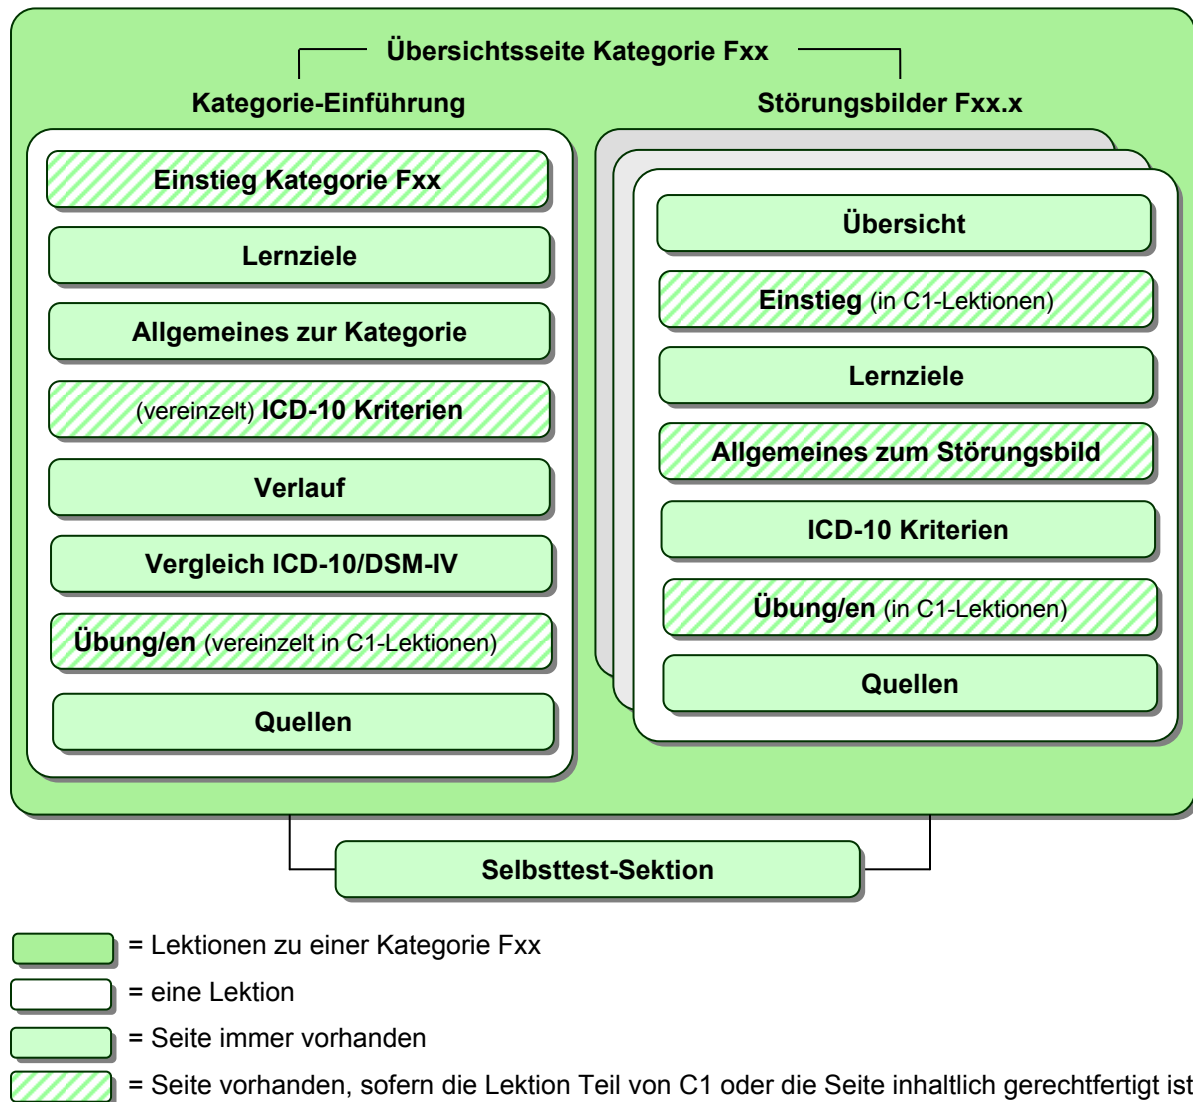 Übersichtsseite Kategorie Fxx
Kategorie-Einführung
Einstieg Kategorie Fxx
Lernziele
Allgemeines zur Kategorie
(vereinzelt) ICD-10 Kriterien
Verlauf
Vergleich ICD-10/DSM-IV
Übung/en (vereinzelt in C1-Lektionen)
Quellen
Störungsbilder Fxx.x
Übersicht
Einstieg (in C1-Lektionen)
Lernziele
Allgemeines zum Störungsbild
ICD-10 Kriterien
Übung/en (in C1-Lektionen)
Quellen
Selbsttest-Sektion
= Lektionen zu einer Kategorie Fxx
= eine Lektion
= Seite immer vorhanden
= Seite vorhanden, sofern die Lektion Teil von C1 oder die Seite inhaltlich gerechtfertigt ist